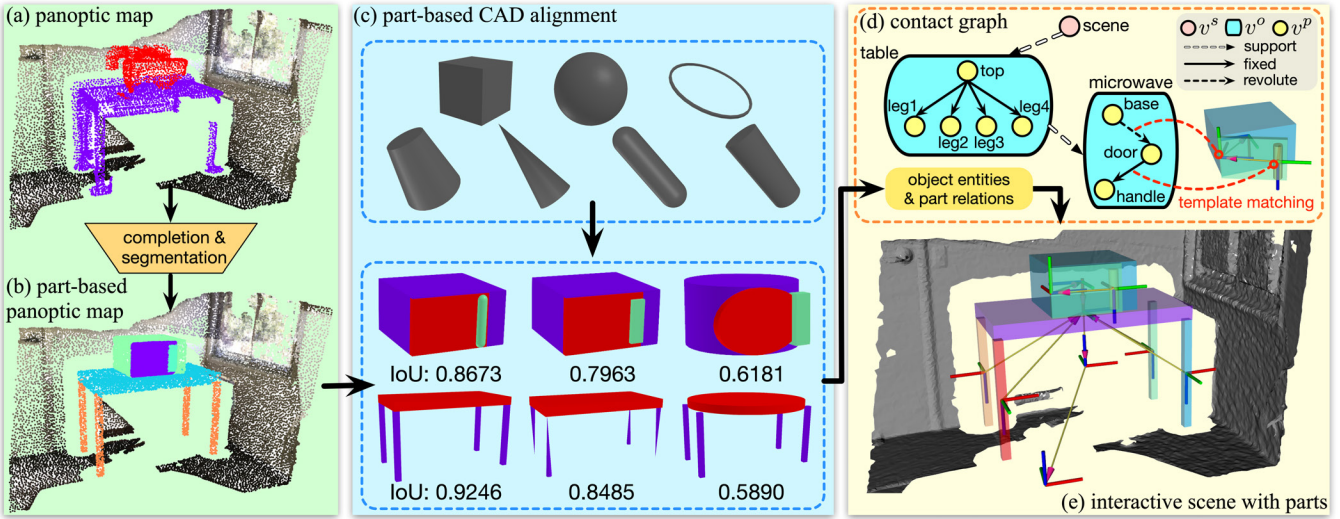 (a) panoptic map
completion &
segmentation
(b) part-based
panoptic map
(c) part-based CAD alignment
IoU: 0.8673
0.7963
0.6181
IoU: 0.9246
0.8485
0.5890
(d) contact graph
scene
v^s v^o v^p
support
fixed
revolute
table
top
leg1
leg2
leg3
leg4
microwave
base
door
handle
template matching
object entities
& part relations
(e) interactive scene with parts